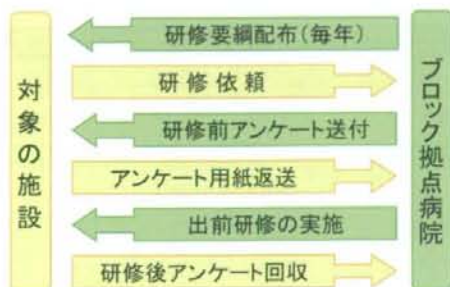 対象の施設
研修要綱配布(毎年)
研修依頼
研修前アンケート送付
アンケート用紙返送
出前研修の実施
研修後アンケート回収
ブロック拠点病院